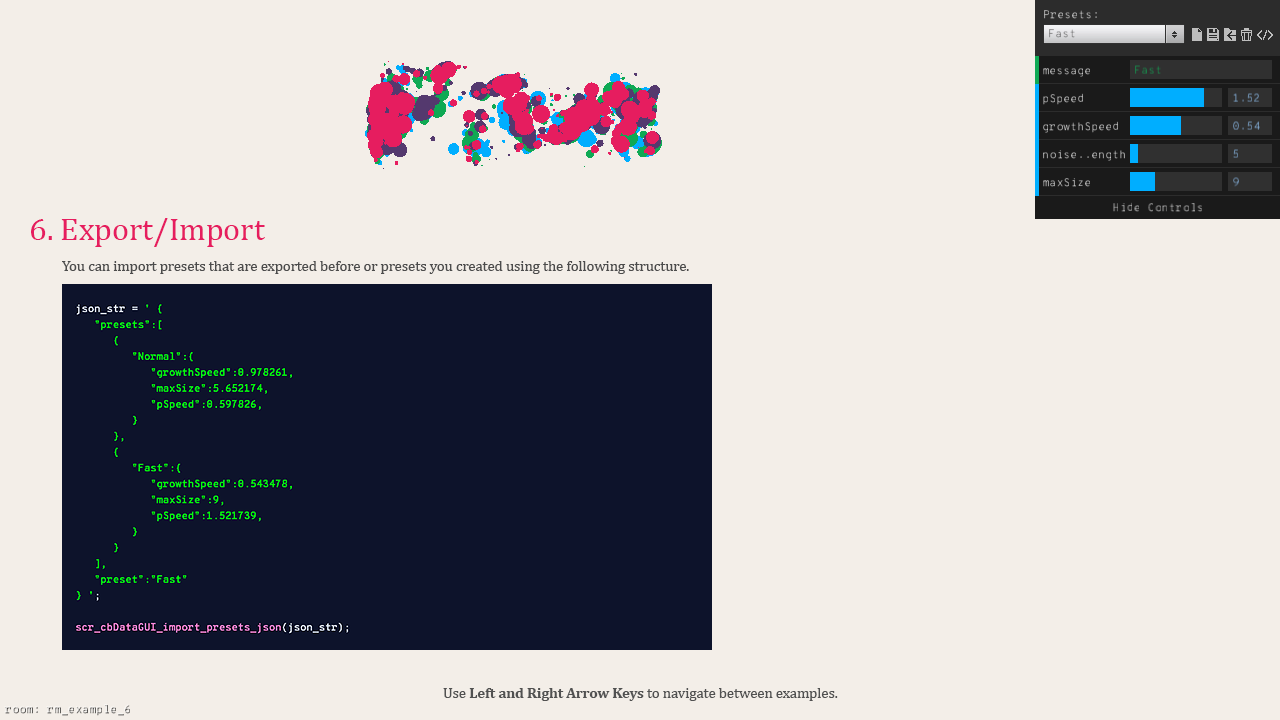 Presets:
Fast
message Fast
pSpeed 1.52
growthSpeed 0.54
noise..ength 5
maxSize 9
Hide Controls
6. Export/Import
You can import presets that are exported before or presets you created using the following structure.
json_str = ' {
"presets":[
{
"Normal":{
"growthSpeed":0.978261,
"maxSize":5.652174,
"pSpeed":0.597826,
}
},
{
"Fast":{
"growthSpeed":0.543478,
"maxSize":9,
"pSpeed":1.521739,
}
}
],
"preset":"Fast"
} ';
scr_cbDataGUI_import_presets_json(json_str);
Use Left and Right Arrow Keys to navigate between examples.
room: rm_example_6